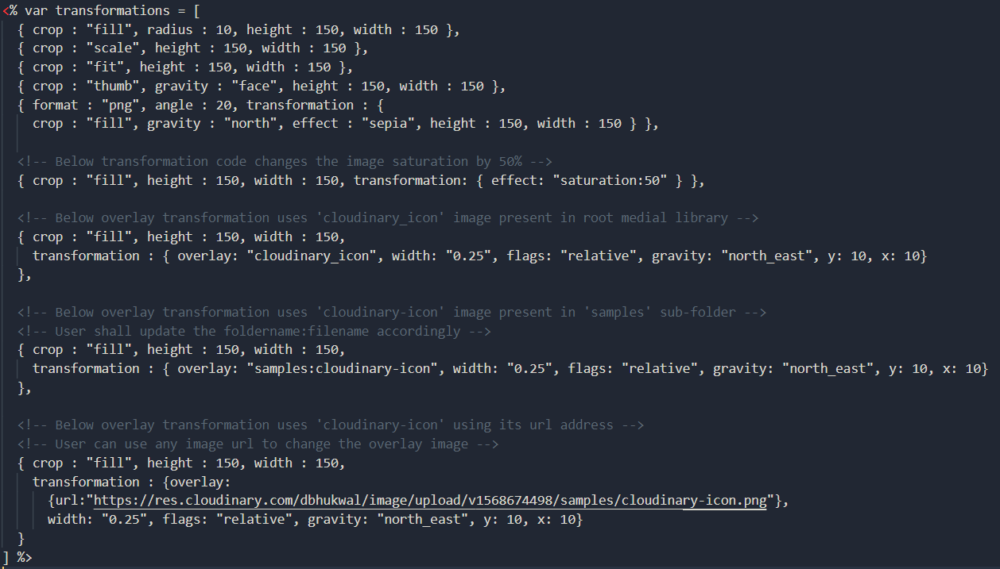 <% var transformations = [
{ crop : "fill", radius : 10, height : 150, width : 150 },
{ crop : "scale", height : 150, width : 150 },
{ crop : "fit", height : 150, width : 150 },
{ crop : "thumb", gravity : "face", height : 150, width : 150 },
{ format : "png", angle : 20, transformation : {
crop : "fill", gravity : "north", effect : "sepia", height : 150, width : 150 } },
<!-- Below transformation code changes the image saturation by 50% -->
{ crop : "fill", height : 150, width : 150, transformation: { effect: "saturation:50" } },
<!-- Below overlay transformation uses 'cloudinary_icon' image present in root medial library -->
{ crop : "fill", height : 150, width : 150,
transformation : { overlay: "cloudinary_icon", width: "0.25", flags: "relative", gravity: "north_east", y: 10, x: 10}
},
<!-- Below overlay transformation uses 'cloudinary-icon' image present in 'samples' sub-folder -->
<!-- User shall update the foldername:filename accordingly -->
{ crop : "fill", height : 150, width : 150,
transformation : { overlay: "samples:cloudinary-icon", width: "0.25", flags: "relative", gravity: "north_east", y: 10, x: 10}
},
<!-- Below overlay transformation uses 'cloudinary-icon' using its url address -->
<!-- User can use any image url to change the overlay image -->
{ crop : "fill", height : 150, width : 150,
transformation : {overlay:
{url:"https://res.cloudinary.com/dbhukwal/image/upload/v1568674498/samples/cloudinary-icon.png"},
width: "0.25", flags: "relative", gravity: "north_east", y: 10, x: 10}
}
] %>